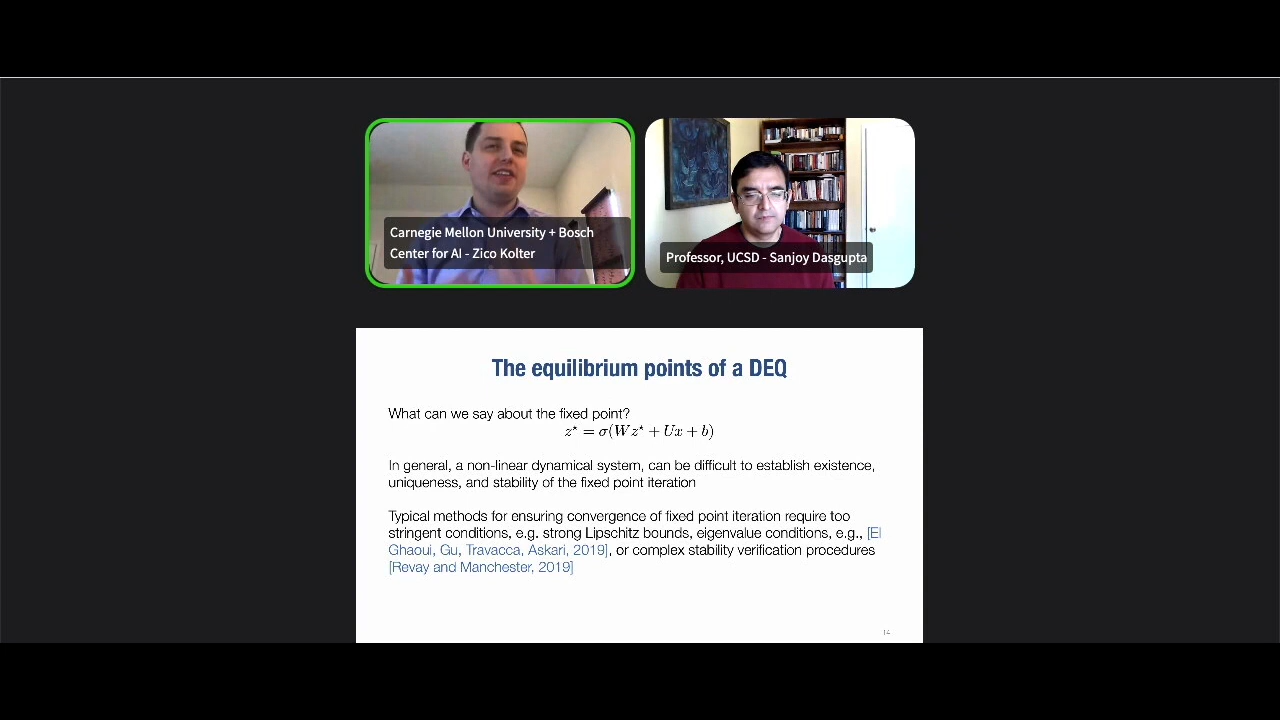 Carnegie Mellon University + Bosch
Center for AI - Zico Kolter
Professor, UCSD - Sanjoy Dasgupta
The equilibrium points of a DEQ
What can we say about the fixed point?
z⋆ = σ(Wz⋆ + Ux + b)
In general, a non-linear dynamical system, can be difficult to establish existence,
uniqueness, and stability of the fixed point iteration
Typical methods for ensuring convergence of fixed point iteration require too
stringent conditions, e.g. strong Lipschitz bounds, eigenvalue conditions, e.g., [El
Ghaoui, Gu, Travacca, Askari, 2019], or complex stability verification procedures
[Revay and Manchester, 2019]
14